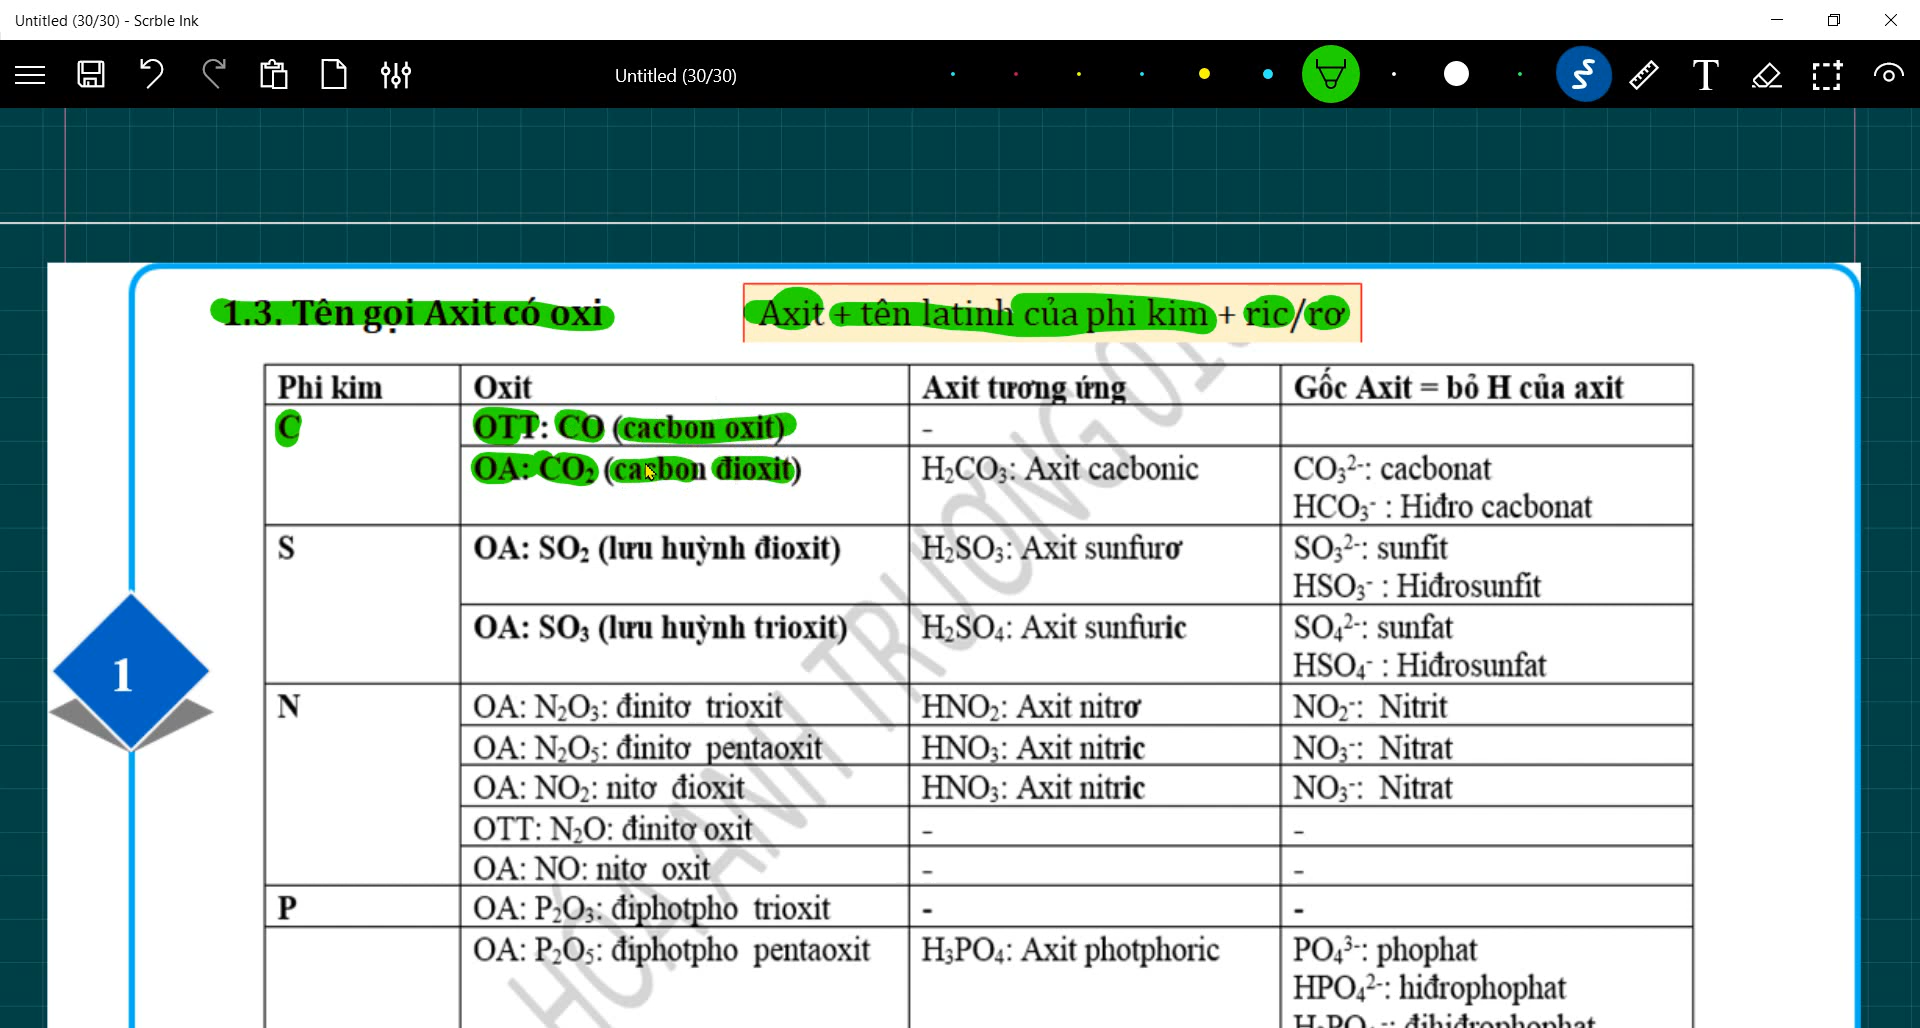 Untitled (30/30) - Scrble Ink
Untitled (30/30)
T
1.3. Tên gọi Axit có oxi
Axit + tên latinh của phi kim + ric/rơ
Phi kim Oxit Axit tương ứng Gốc Axit = bỏ H của axit
C OTT: CO (cacbon oxit) -
OA: CO₂ (cacbon đioxit) H₂CO₃: Axit cacbonic CO₃²⁻: cacbonat
HCO₃⁻ : Hiđro cacbonat
S OA: SO₂ (lưu huỳnh đioxit) H₂SO₃: Axit sunfurơ SO₃²⁻: sunfit
HSO₃⁻ : Hiđrosunfit
OA: SO₃ (lưu huỳnh trioxit) H₂SO₄: Axit sunfuric SO₄²⁻: sunfat
HSO₄⁻ : Hiđrosunfat
1
N OA: N₂O₃: đinitơ trioxit HNO₂: Axit nitrơ NO₂⁻: Nitrit
OA: N₂O₅: đinitơ pentaoxit HNO₃: Axit nitric NO₃⁻: Nitrat
OA: NO₂: nitơ đioxit HNO₃: Axit nitric NO₃⁻: Nitrat
OTT: N₂O: đinitơ oxit - -
OA: NO: nitơ oxit - -
P OA: P₂O₃: điphotpho trioxit - -
OA: P₂O₅: điphotpho pentaoxit H₃PO₄: Axit photphoric PO₄³⁻: phophat
HPO₄²⁻: hiđrophophat
H₂PO₄⁻: đihiđrophophat
HÓA ANH TRƯƠNG